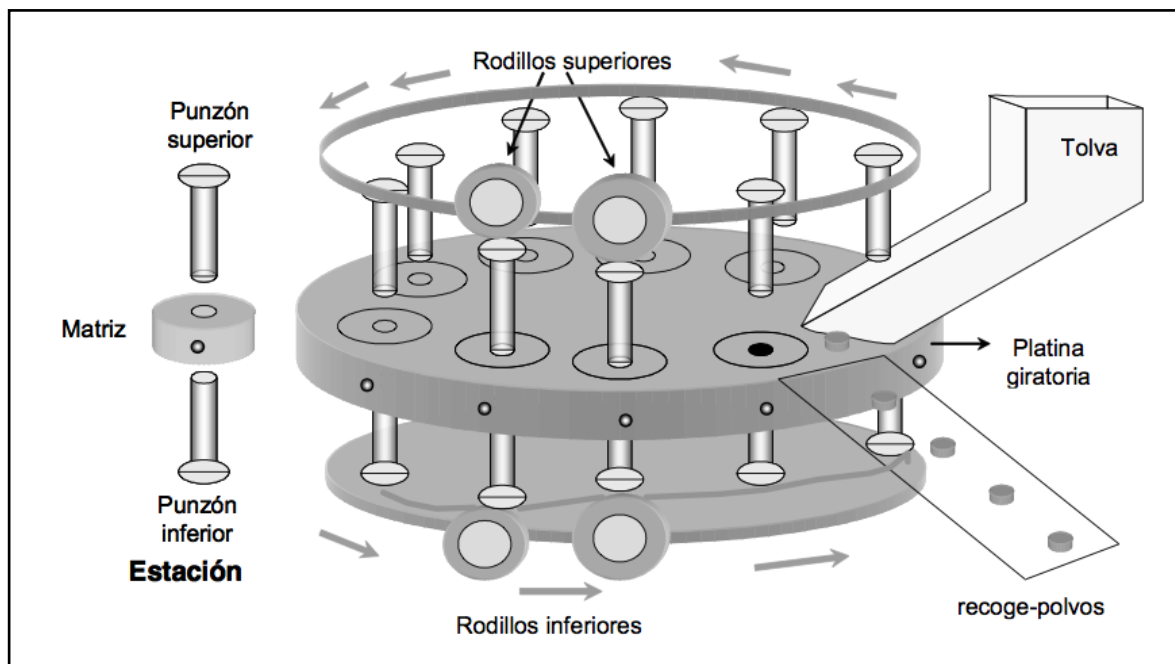 Rodillos superiores
Punzón
superior
Tolva
Matriz
Platina
giratoria
Punzón
inferior
Estación
recoge-polvos
Rodillos inferiores